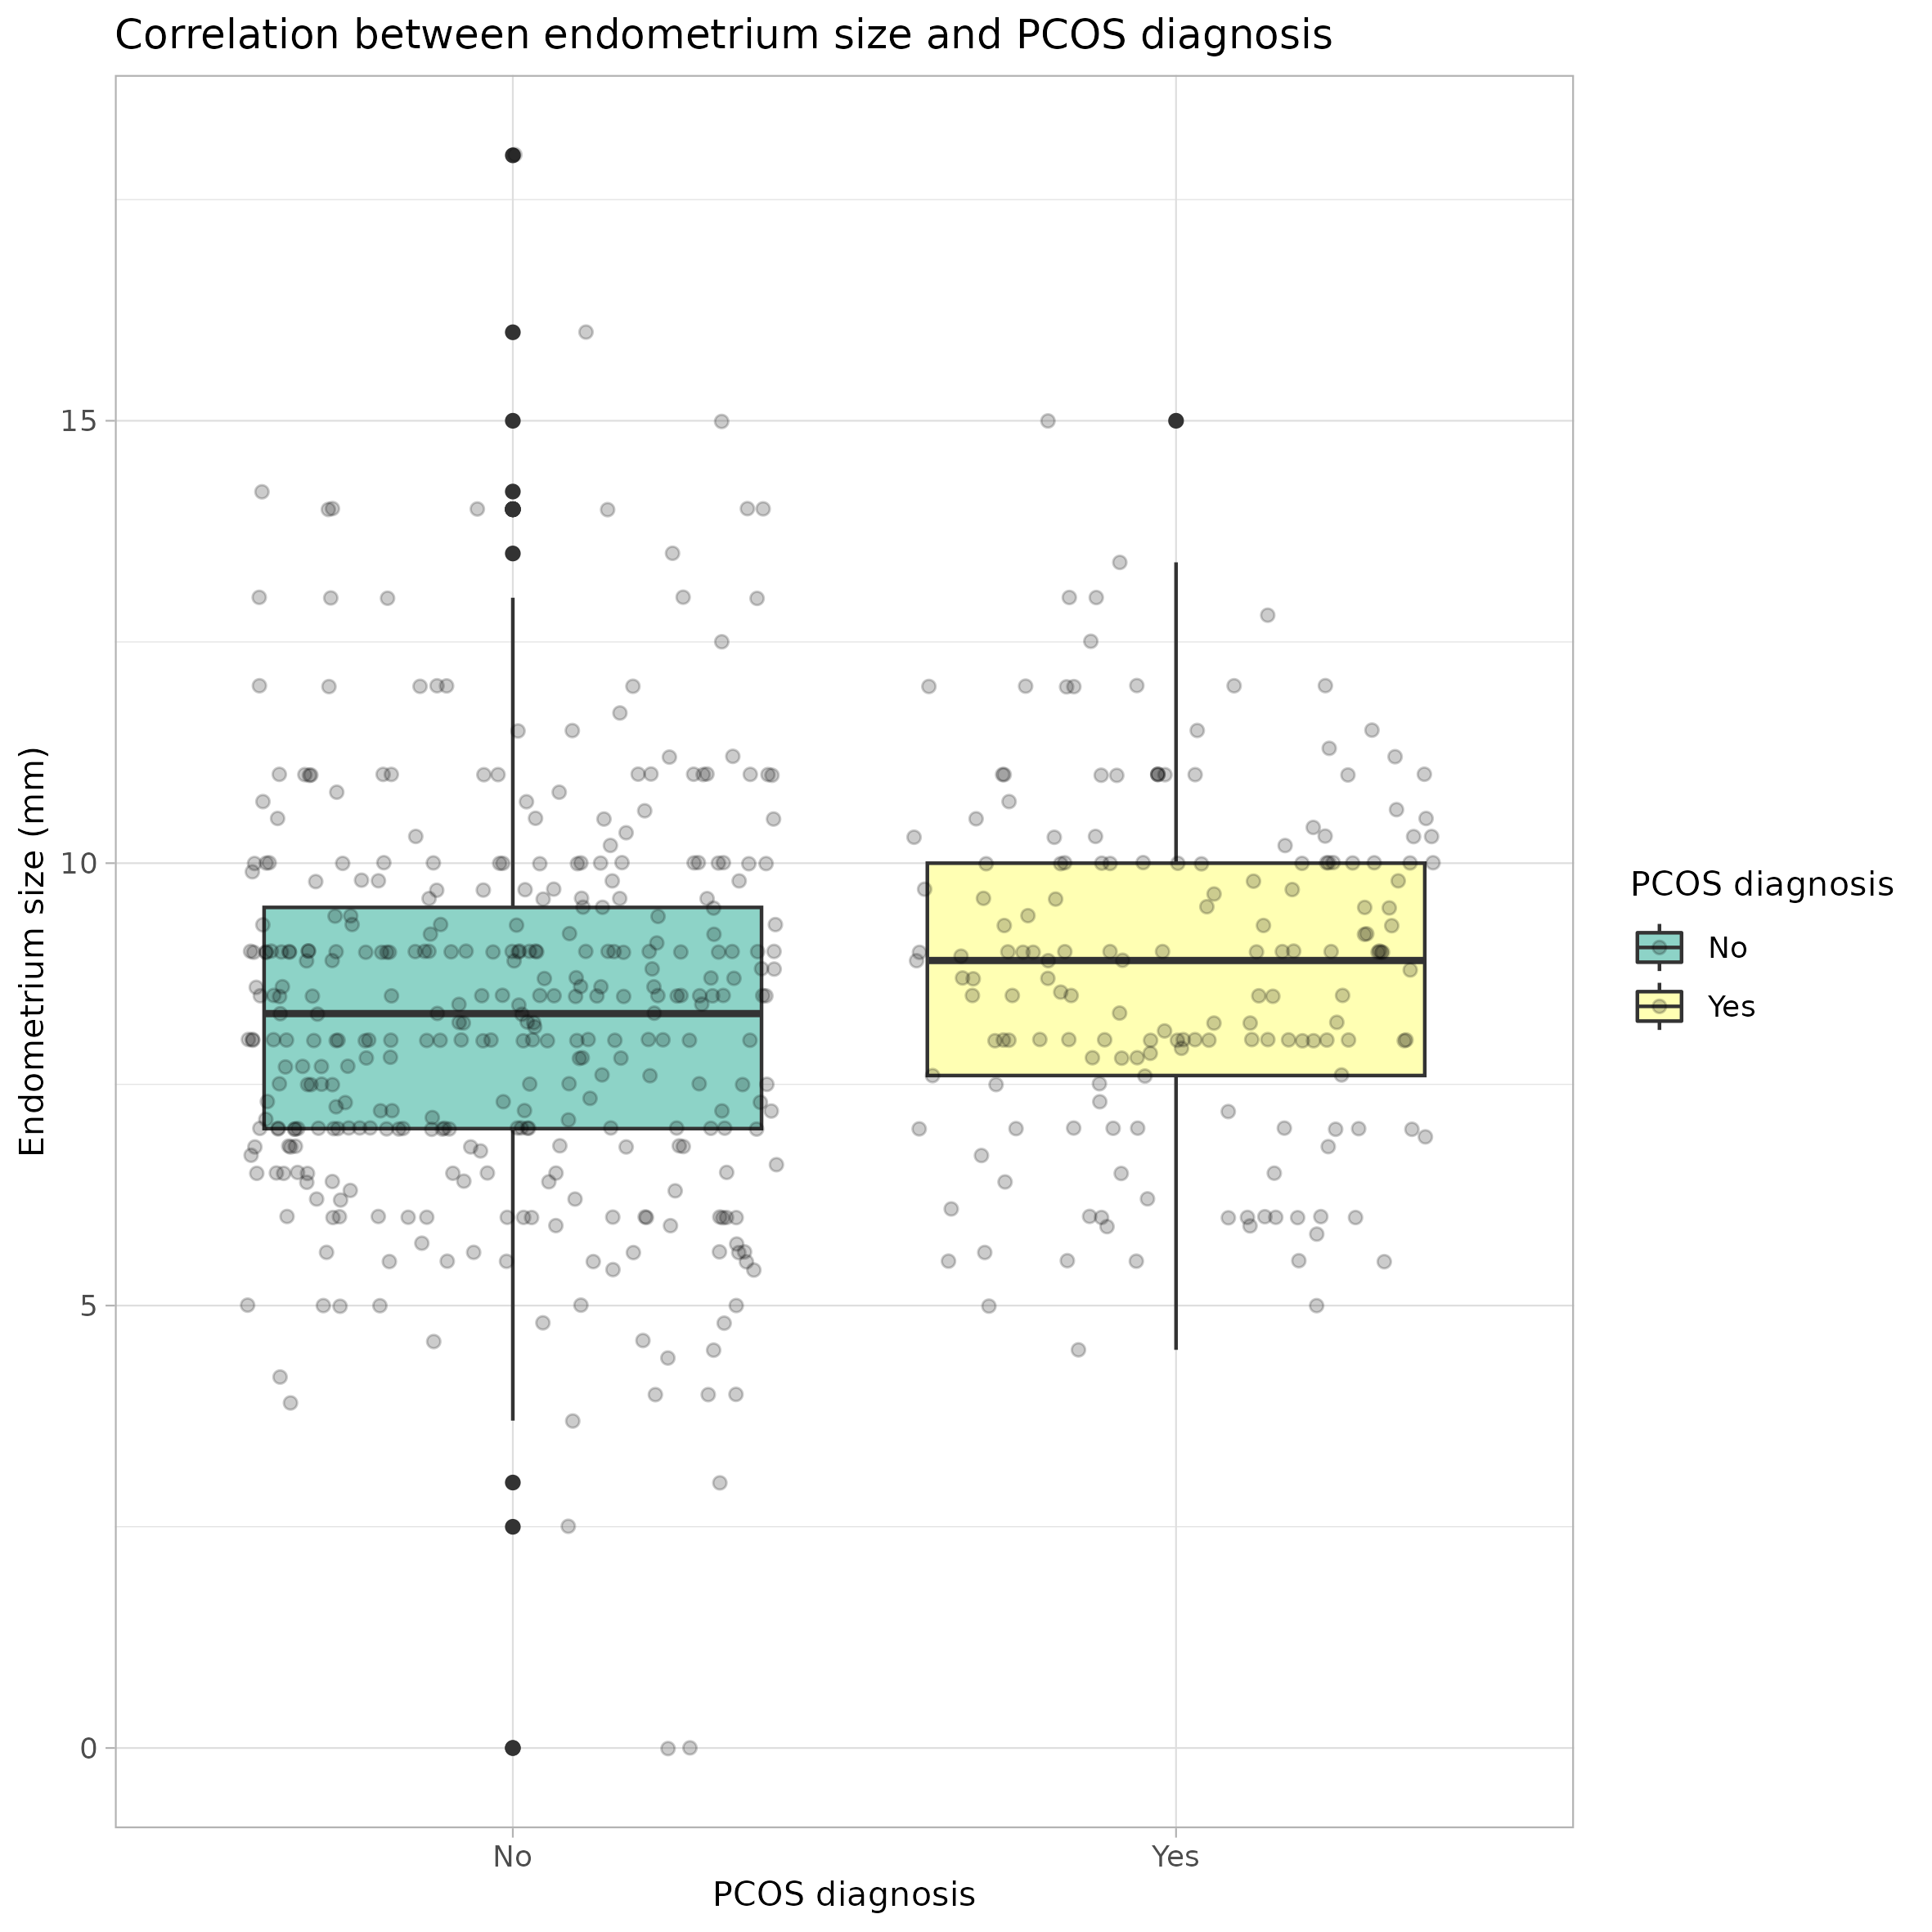 Correlation between endometrium size and PCOS diagnosis
Endometrium size (mm)
15
10
5
0
No
Yes
PCOS diagnosis
PCOS diagnosis
No
Yes